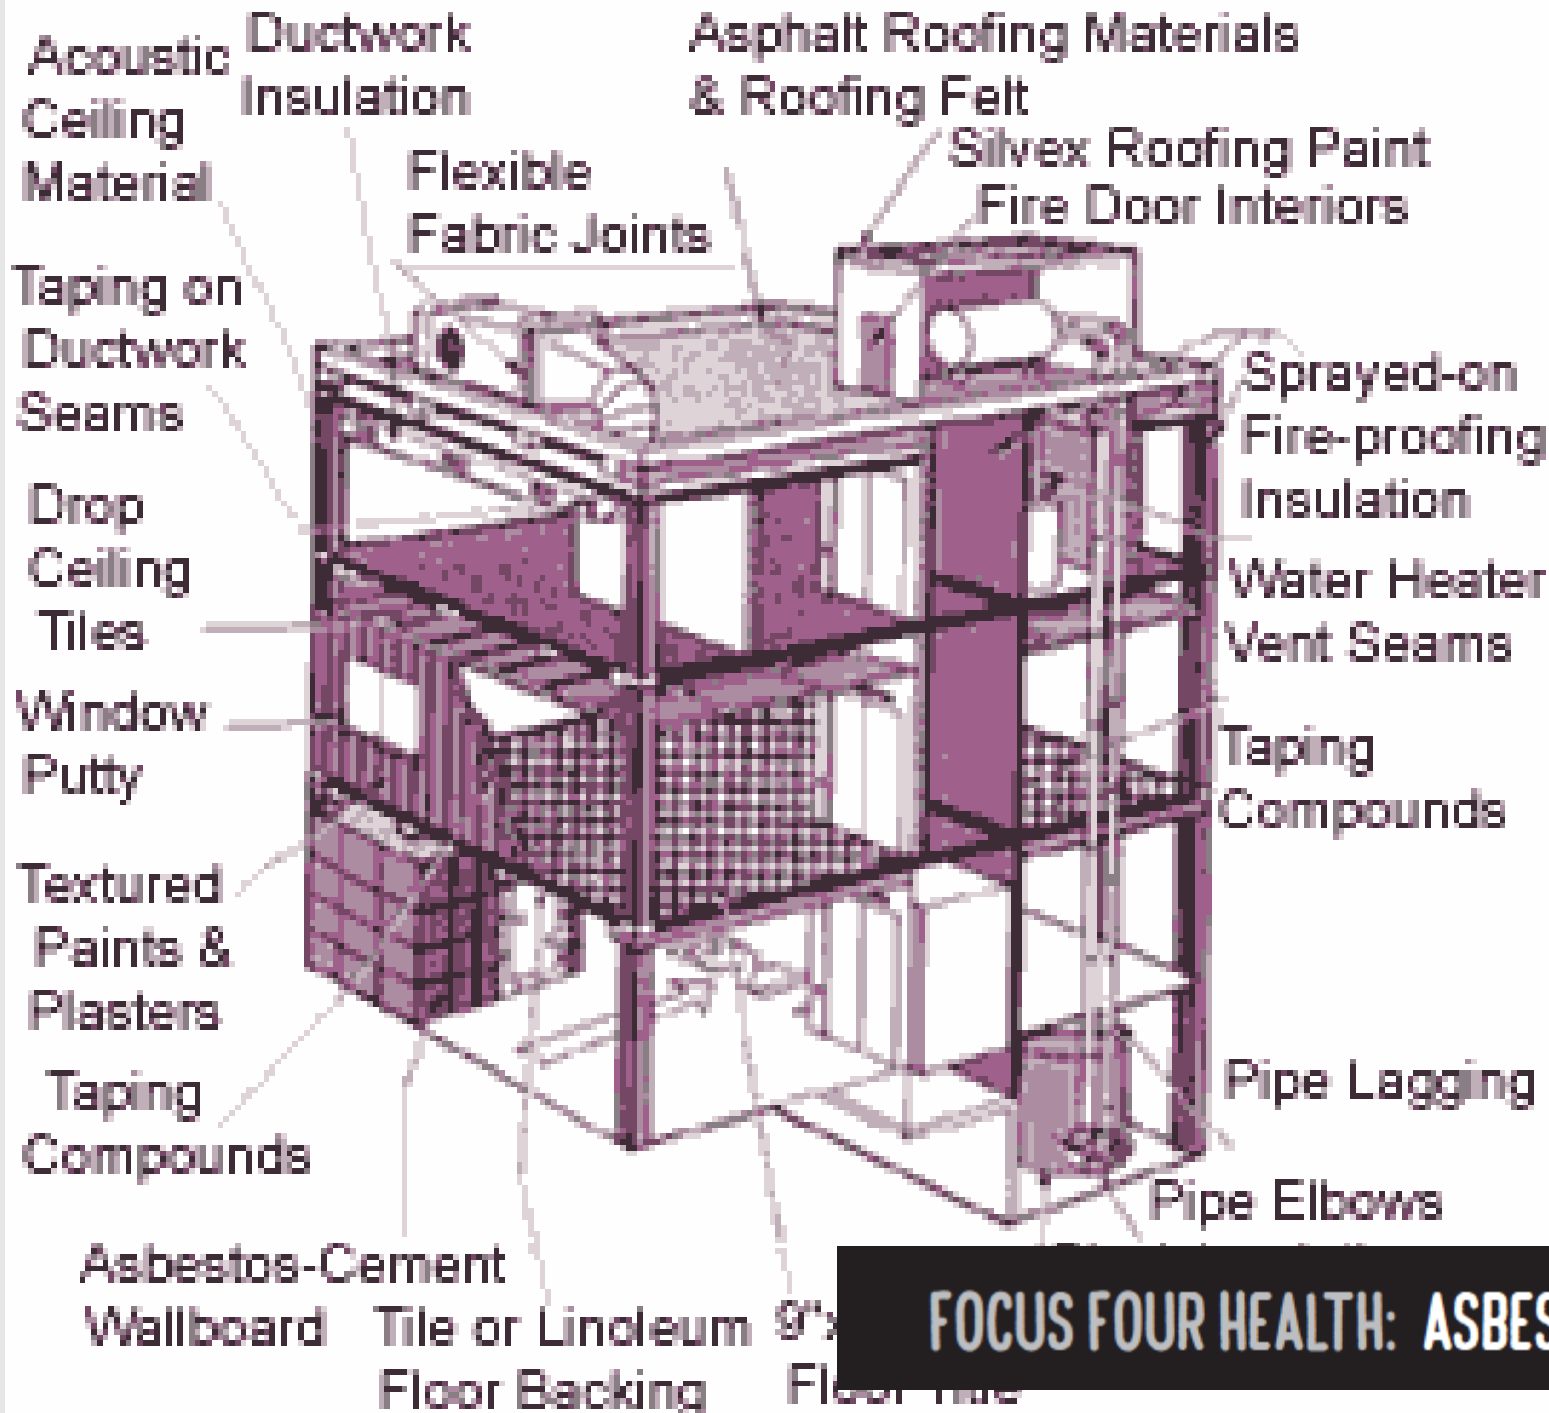 Acoustic
Ceiling
Material
Ductwork
Insulation
Asphalt Roofing Materials
& Roofing Felt
Flexible
Fabric Joints
Silvex Roofing Paint
Fire Door Interiors
Taping on
Ductwork
Seams
Sprayed-on
Fire-proofing
Insulation
Drop
Ceiling
Tiles
Water Heater
Vent Seams
Window
Putty
Taping
Compounds
Textured
Paints &
Plasters
Taping
Compounds
Pipe Lagging
Pipe Elbows
Asbestos-Cement
Wallboard
Tile or Linoleum
Floor Backing
9"x
FOCUS FOUR HEALTH: ASBES